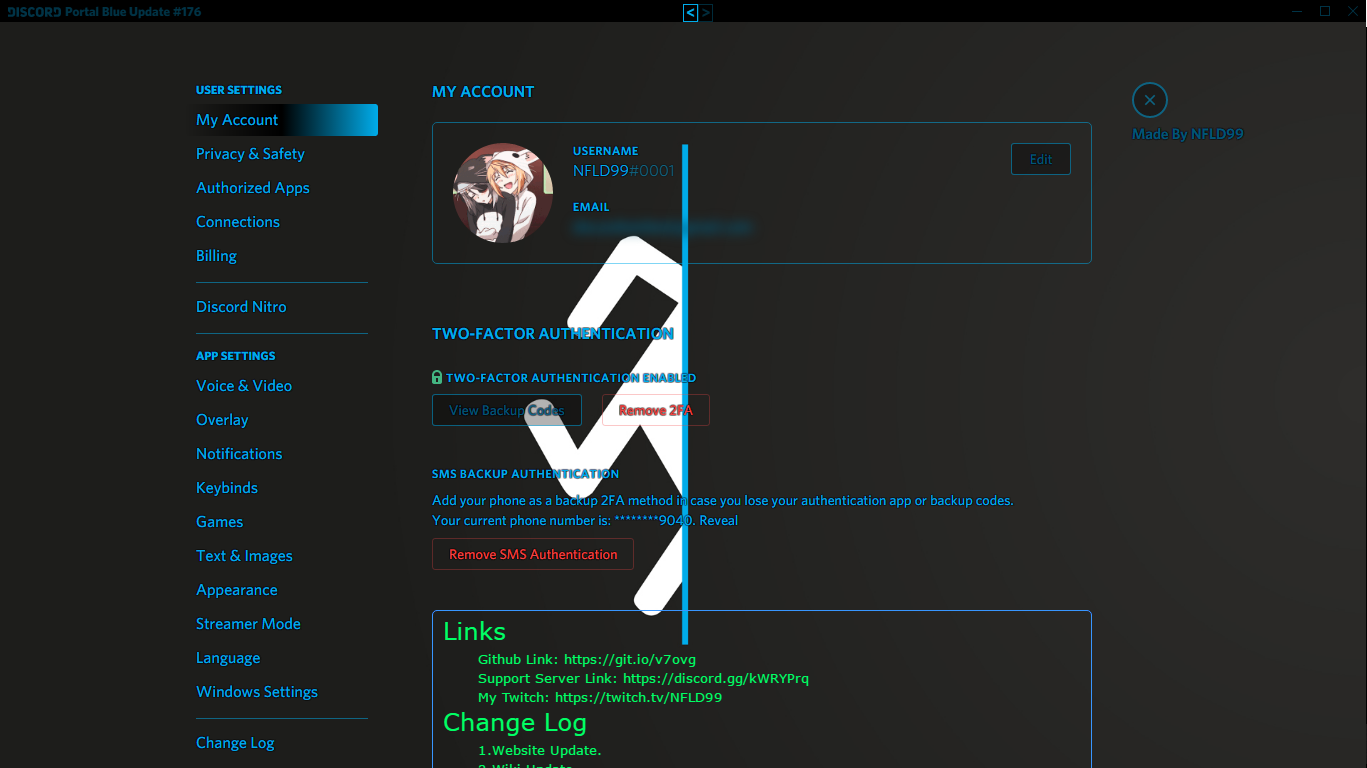 DISCORD Portal Blue Update #176
< >
USER SETTINGS
My Account
Privacy & Safety
Authorized Apps
Connections
Billing
Discord Nitro
APP SETTINGS
Voice & Video
Overlay
Notifications
Keybinds
Games
Text & Images
Appearance
Streamer Mode
Language
Windows Settings
Change Log
MY ACCOUNT
USERNAME
NFLD99#0001
Edit
EMAIL
TWO-FACTOR AUTHENTICATION
TWO-FACTOR AUTHENTICATION ENABLED
View Backup Codes
Remove 2FA
SMS BACKUP AUTHENTICATION
Add your phone as a backup 2FA method in case you lose your authentication app or backup codes.
Your current phone number is: ********9040. Reveal
Remove SMS Authentication
Links
Github Link: https://git.io/v7ovg
Support Server Link: https://discord.gg/kWRYPrq
My Twitch: https://twitch.tv/NFLD99
Change Log
1.Website Update.
Made By NFLD99